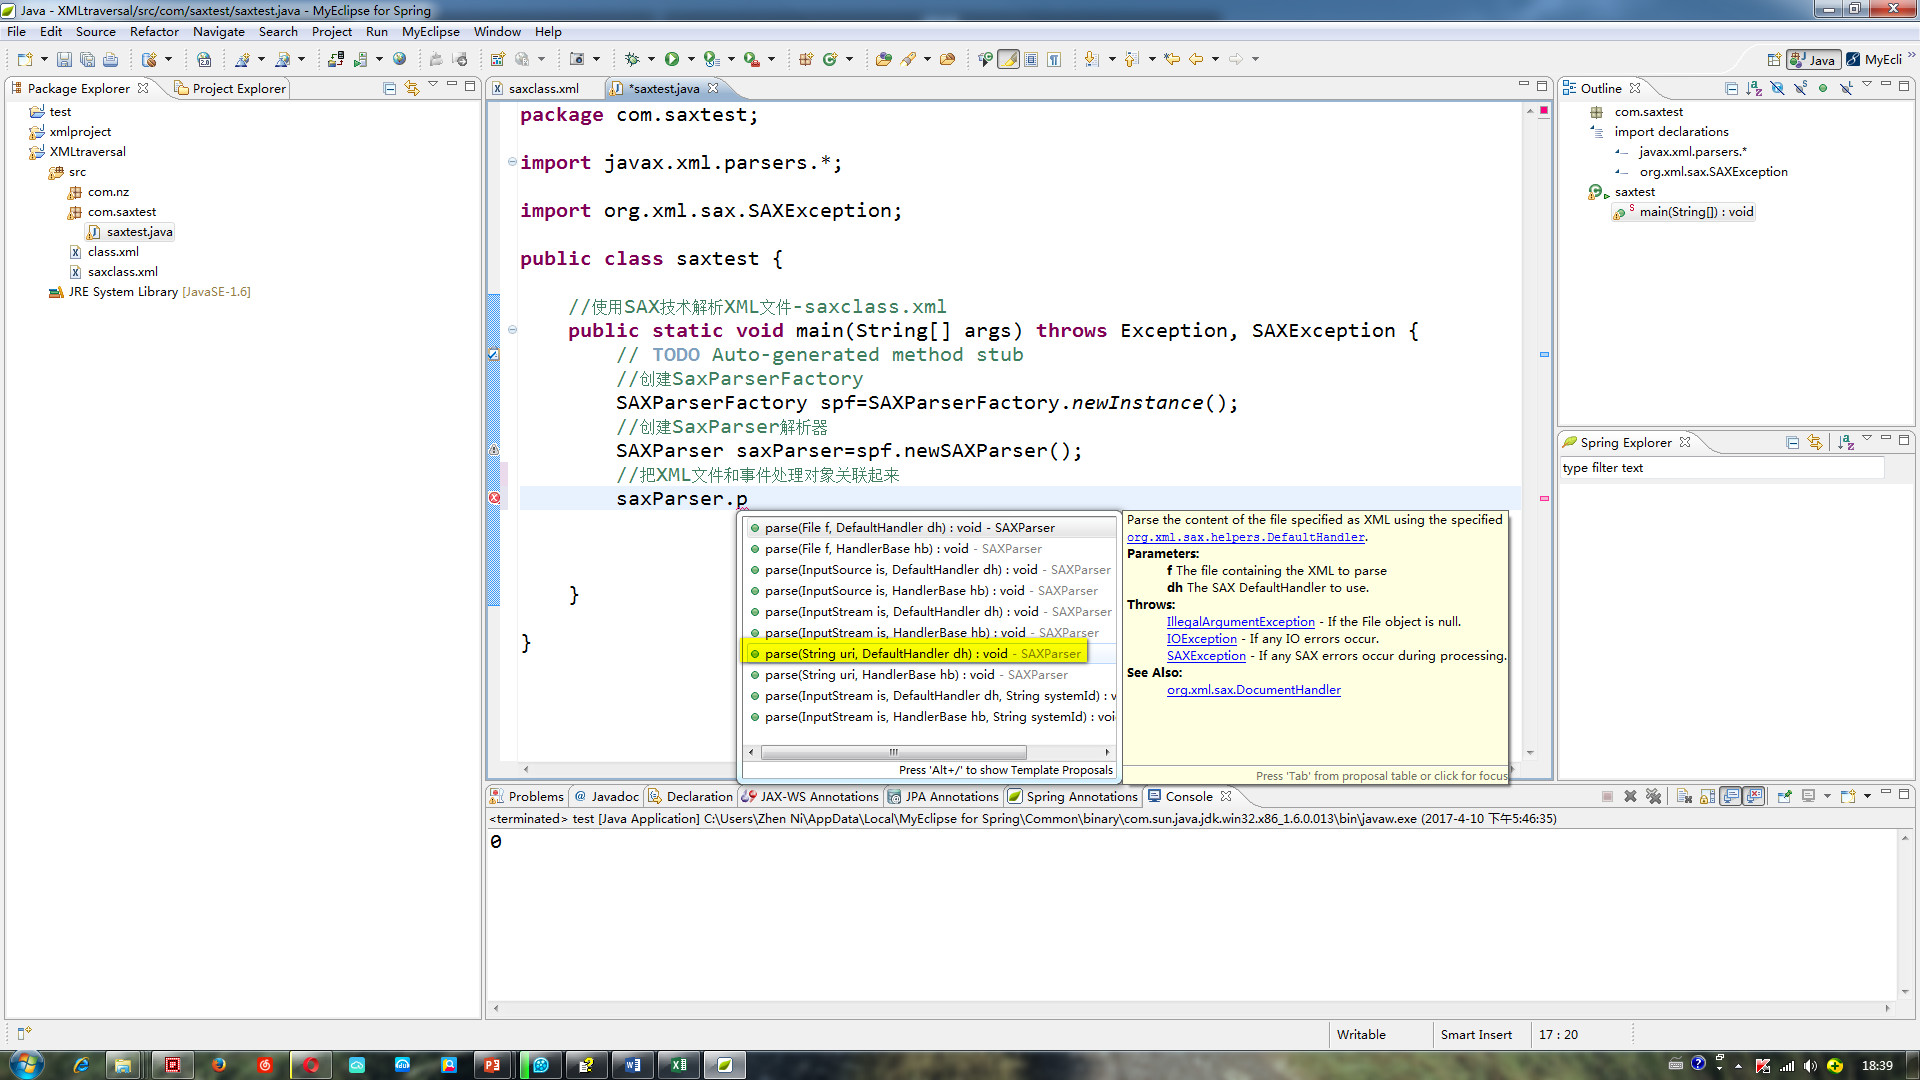 Java - XMLtraversal/src/com/saxtest/saxtest.java - MyEclipse for Spring
File Edit Source Refactor Navigate Search Project Run MyEclipse Window Help
Java MyEcli
Package Explorer Project Explorer
test
xmlproject
XMLtraversal
src
com.nz
com.saxtest
saxtest.java
class.xml
saxclass.xml
JRE System Library [JavaSE-1.6]
saxclass.xml *saxtest.java
package com.saxtest;
import javax.xml.parsers.*;
import org.xml.sax.SAXException;
public class saxtest {
//使用SAX技术解析XML文件-saxclass.xml
public static void main(String[] args) throws Exception, SAXException {
// TODO Auto-generated method stub
//创建SaxParserFactory
SAXParserFactory spf=SAXParserFactory.newInstance();
//创建SaxParser解析器
SAXParser saxParser=spf.newSAXParser();
//把XML文件和事件处理对象关联起来
saxParser.p
}
}
parse(File f, DefaultHandler dh) : void - SAXParser
parse(File f, HandlerBase hb) : void - SAXParser
parse(InputSource is, DefaultHandler dh) : void - SAXParser
parse(InputSource is, HandlerBase hb) : void - SAXParser
parse(InputStream is, DefaultHandler dh) : void - SAXParser
parse(InputStream is, HandlerBase hb) : void - SAXParser
parse(String uri, DefaultHandler dh) : void - SAXParser
parse(String uri, HandlerBase hb) : void - SAXParser
parse(InputStream is, DefaultHandler dh, String systemId) : v
parse(InputStream is, HandlerBase hb, String systemId) : voi
Press 'Alt+/' to show Template Proposals
Parse the content of the file specified as XML using the specified
org.xml.sax.helpers.DefaultHandler.
Parameters:
f The file containing the XML to parse
dh The SAX DefaultHandler to use.
Throws:
IllegalArgumentException - If the File object is null.
IOException - If any IO errors occur.
SAXException - If any SAX errors occur during processing.
See Also:
org.xml.sax.DocumentHandler
Press 'Tab' from proposal table or click for focus
Outline
com.saxtest
import declarations
javax.xml.parsers.*
org.xml.sax.SAXException
saxtest
main(String[]) : void
Spring Explorer
type filter text
Problems Javadoc Declaration JAX-WS Annotations JPA Annotations Spring Annotations Console
<terminated> test [Java Application] C:\Users\Zhen Ni\AppData\Local\MyEclipse for Spring\Common\binary\com.sun.java.jdk.win32.x86_1.6.0.013\bin\javaw.exe (2017-4-10 下午5:46:35)
0
Writable Smart Insert 17 : 20
18:39